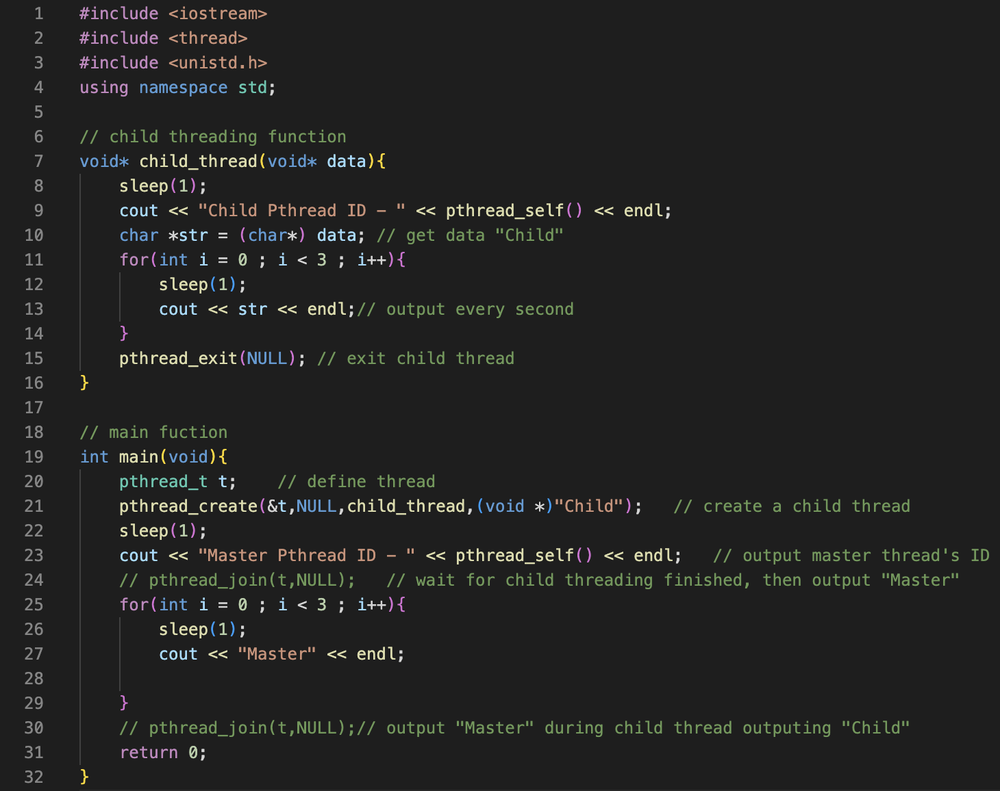 1 #include <iostream>
2 #include <thread>
3 #include <unistd.h>
4 using namespace std;
5
6 // child threading function
7 void* child_thread(void* data){
8     sleep(1);
9     cout << "Child Pthread ID - " << pthread_self() << endl;
10     char *str = (char*) data; // get data "Child"
11     for(int i = 0 ; i < 3 ; i++){
12         sleep(1);
13         cout << str << endl;// output every second
14     }
15     pthread_exit(NULL); // exit child thread
16 }
17
18 // main fuction
19 int main(void){
20     pthread_t t;    // define thread
21     pthread_create(&t,NULL,child_thread,(void *)"Child");   // create a child thread
22     sleep(1);
23     cout << "Master Pthread ID - " << pthread_self() << endl;   // output master thread's ID
24     // pthread_join(t,NULL);   // wait for child threading finished, then output "Master"
25     for(int i = 0 ; i < 3 ; i++){
26         sleep(1);
27         cout << "Master" << endl;
28
29     }
30     // pthread_join(t,NULL);// output "Master" during child thread outputing "Child"
31     return 0;
32 }